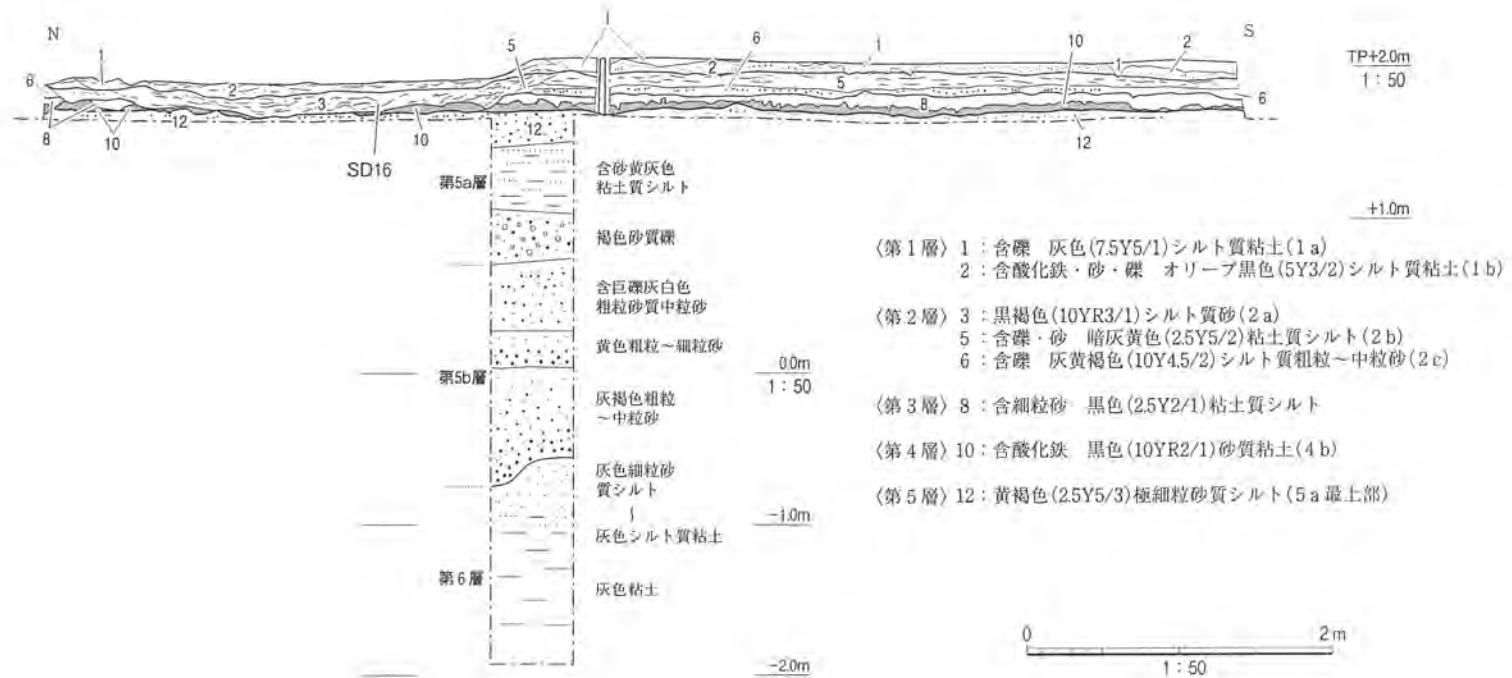 N
S
1
5
1
6
1
10
2
TP+2.0m
1：50
6
2
3
2
5
8
1
6
8
10
12
SD16
10
12
12
第5a層
含砂黄灰色
粘土質シルト
褐色砂質礫
含巨礫灰白色
粗粒砂質中粒砂
黄色粗粒～細粒砂
第5b層
灰褐色粗粒
～中粒砂
灰色細粒砂
質シルト
～
灰色シルト質粘土
第6層
灰色粘土
+1.0m
0.0m
1：50
-1.0m
-2.0m
〈第1層〉 1：含礫　灰色(7.5Y5/1)シルト質粘土(1a)
2：含酸化鉄・砂・礫　オリーブ黒色(5Y3/2)シルト質粘土(1b)
〈第2層〉 3：黒褐色(10YR3/1)シルト質砂(2a)
5：含礫・砂　暗灰黄色(2.5Y5/2)粘土質シルト(2b)
6：含礫　灰黄褐色(10Y4.5/2)シルト質粗粒～中粒砂(2c)
〈第3層〉 8：含細粒砂　黒色(2.5Y2/1)粘土質シルト
〈第4層〉 10：含酸化鉄　黒色(10YR2/1)砂質粘土(4b)
〈第5層〉 12：黄褐色(2.5Y5/3)極細粒砂質シルト(5a最上部)
0
2m
1：50